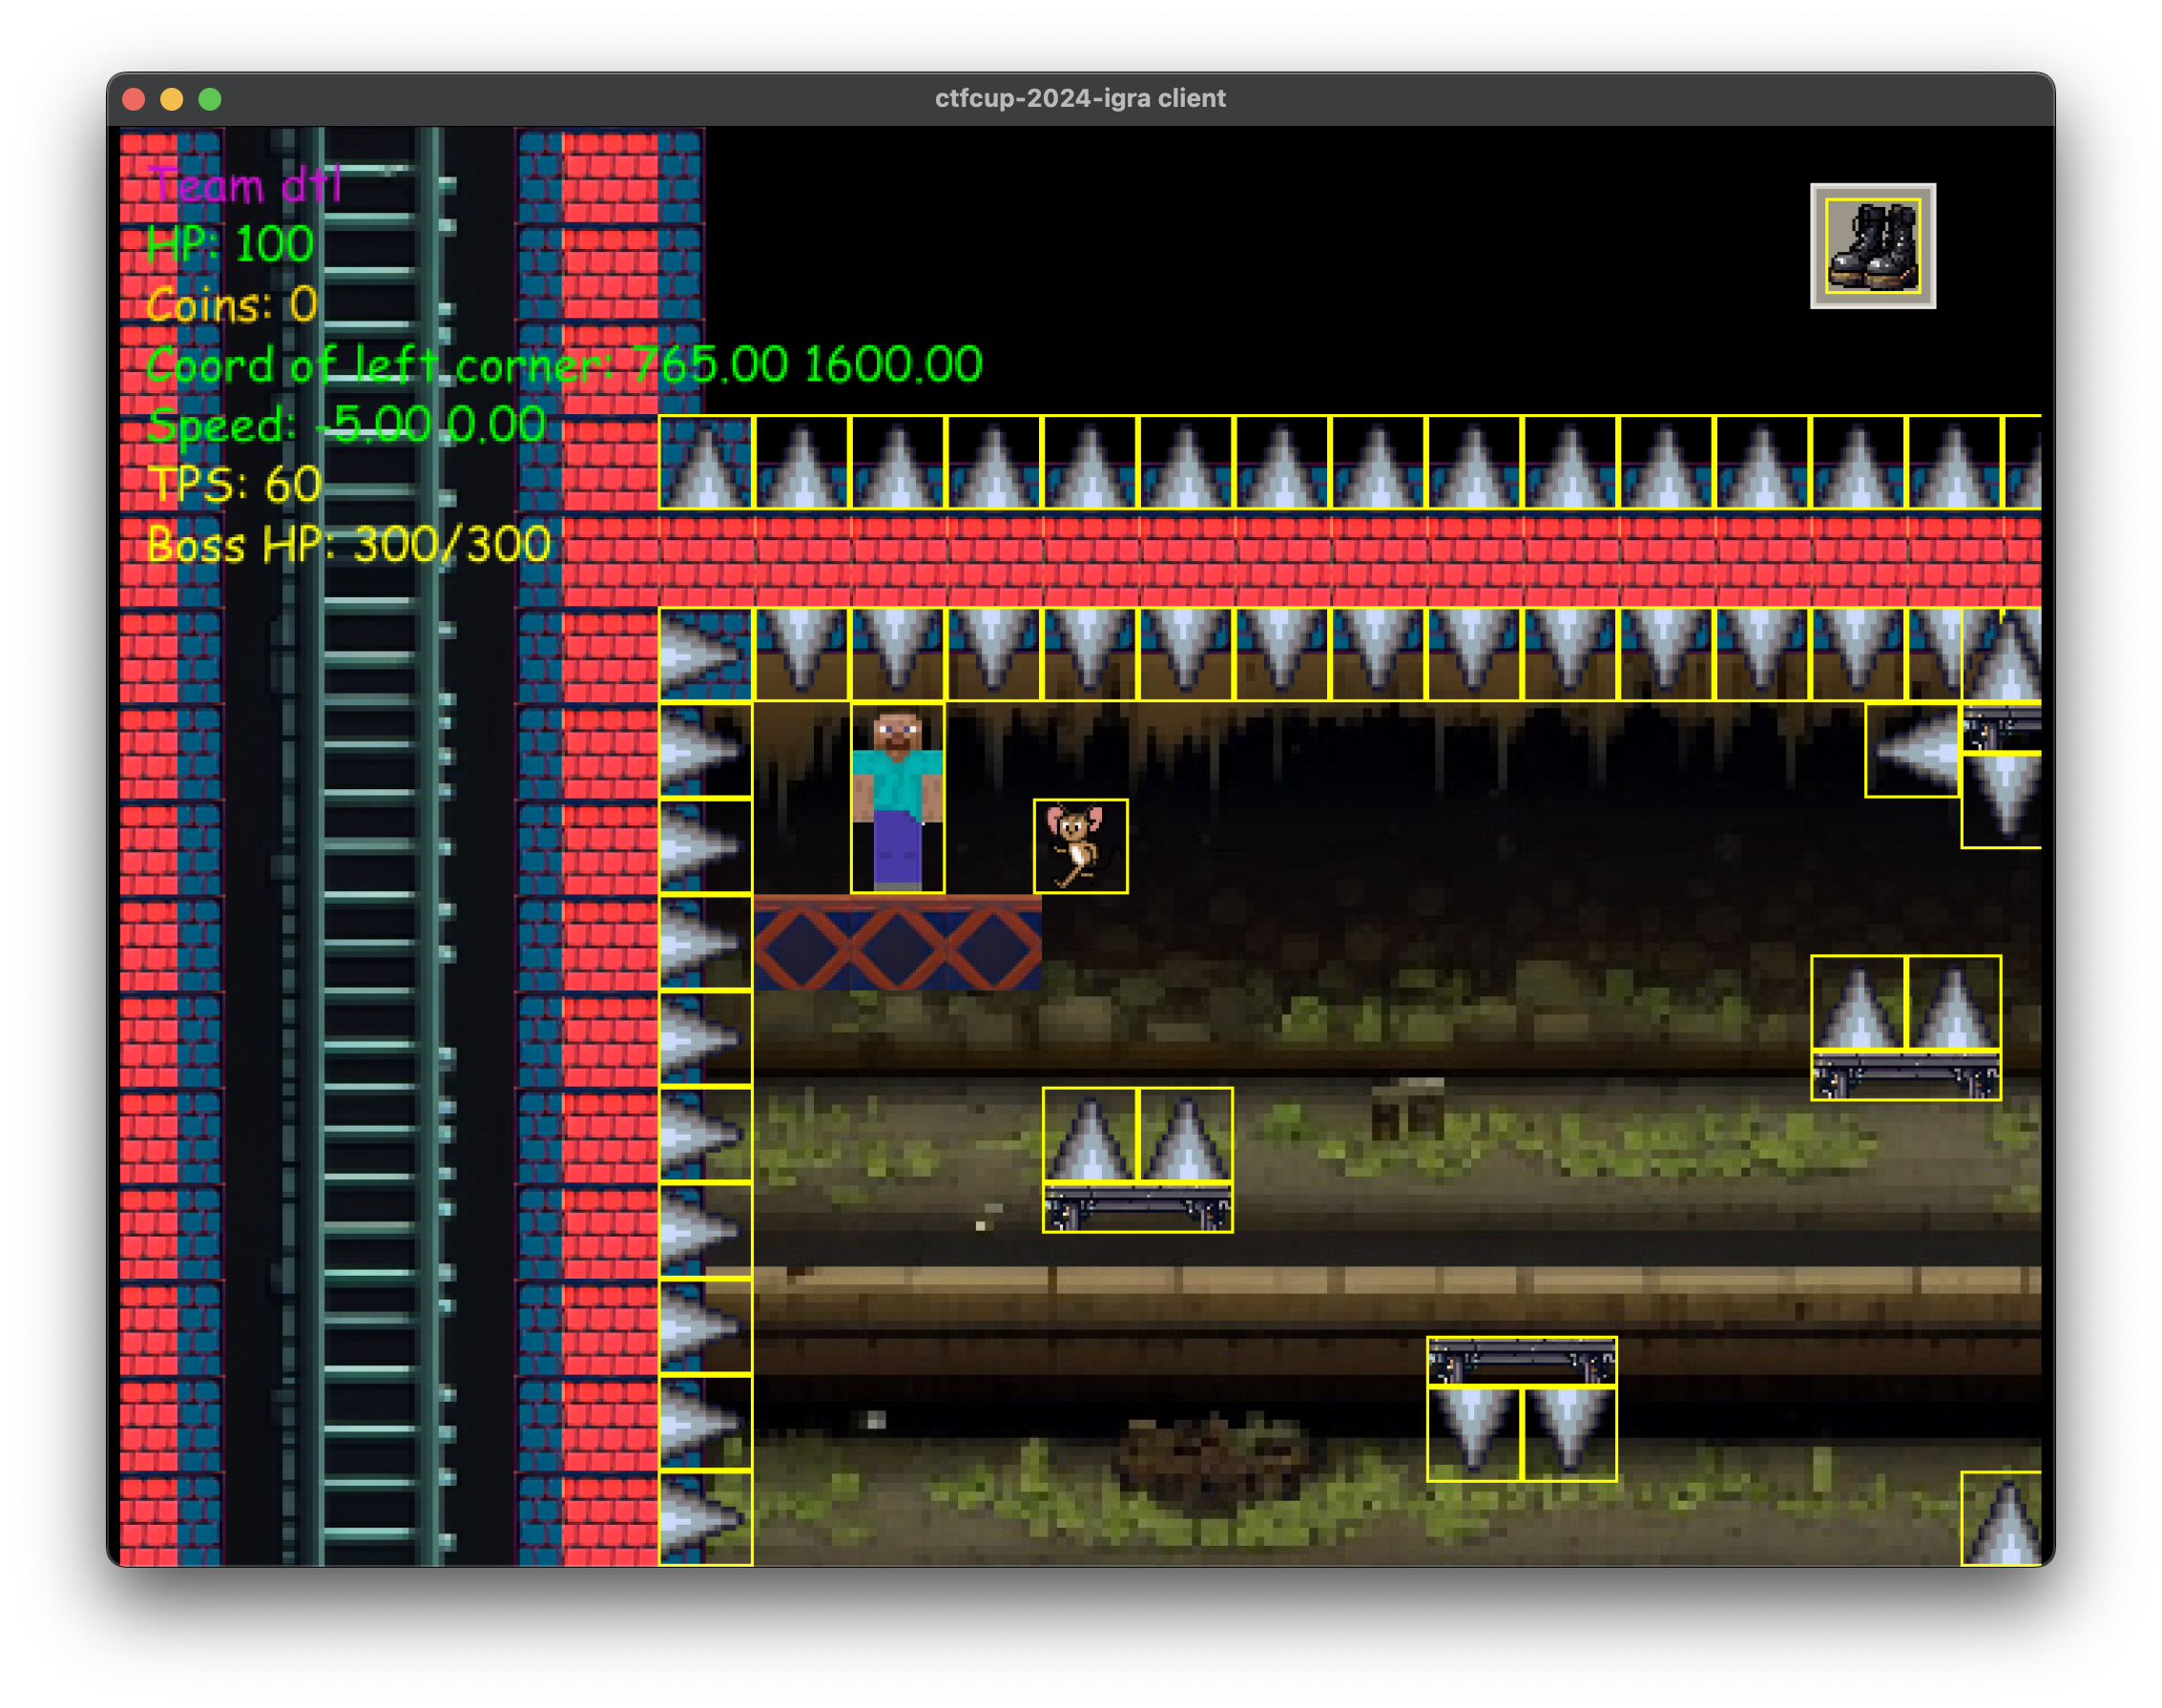 ctfcup-2024-igra client
Team dtl
HP: 100
Coins: 0
Coord of left corner: 765.00 1600.00
Speed: -5.00 0.00
TPS: 60
Boss HP: 300/300